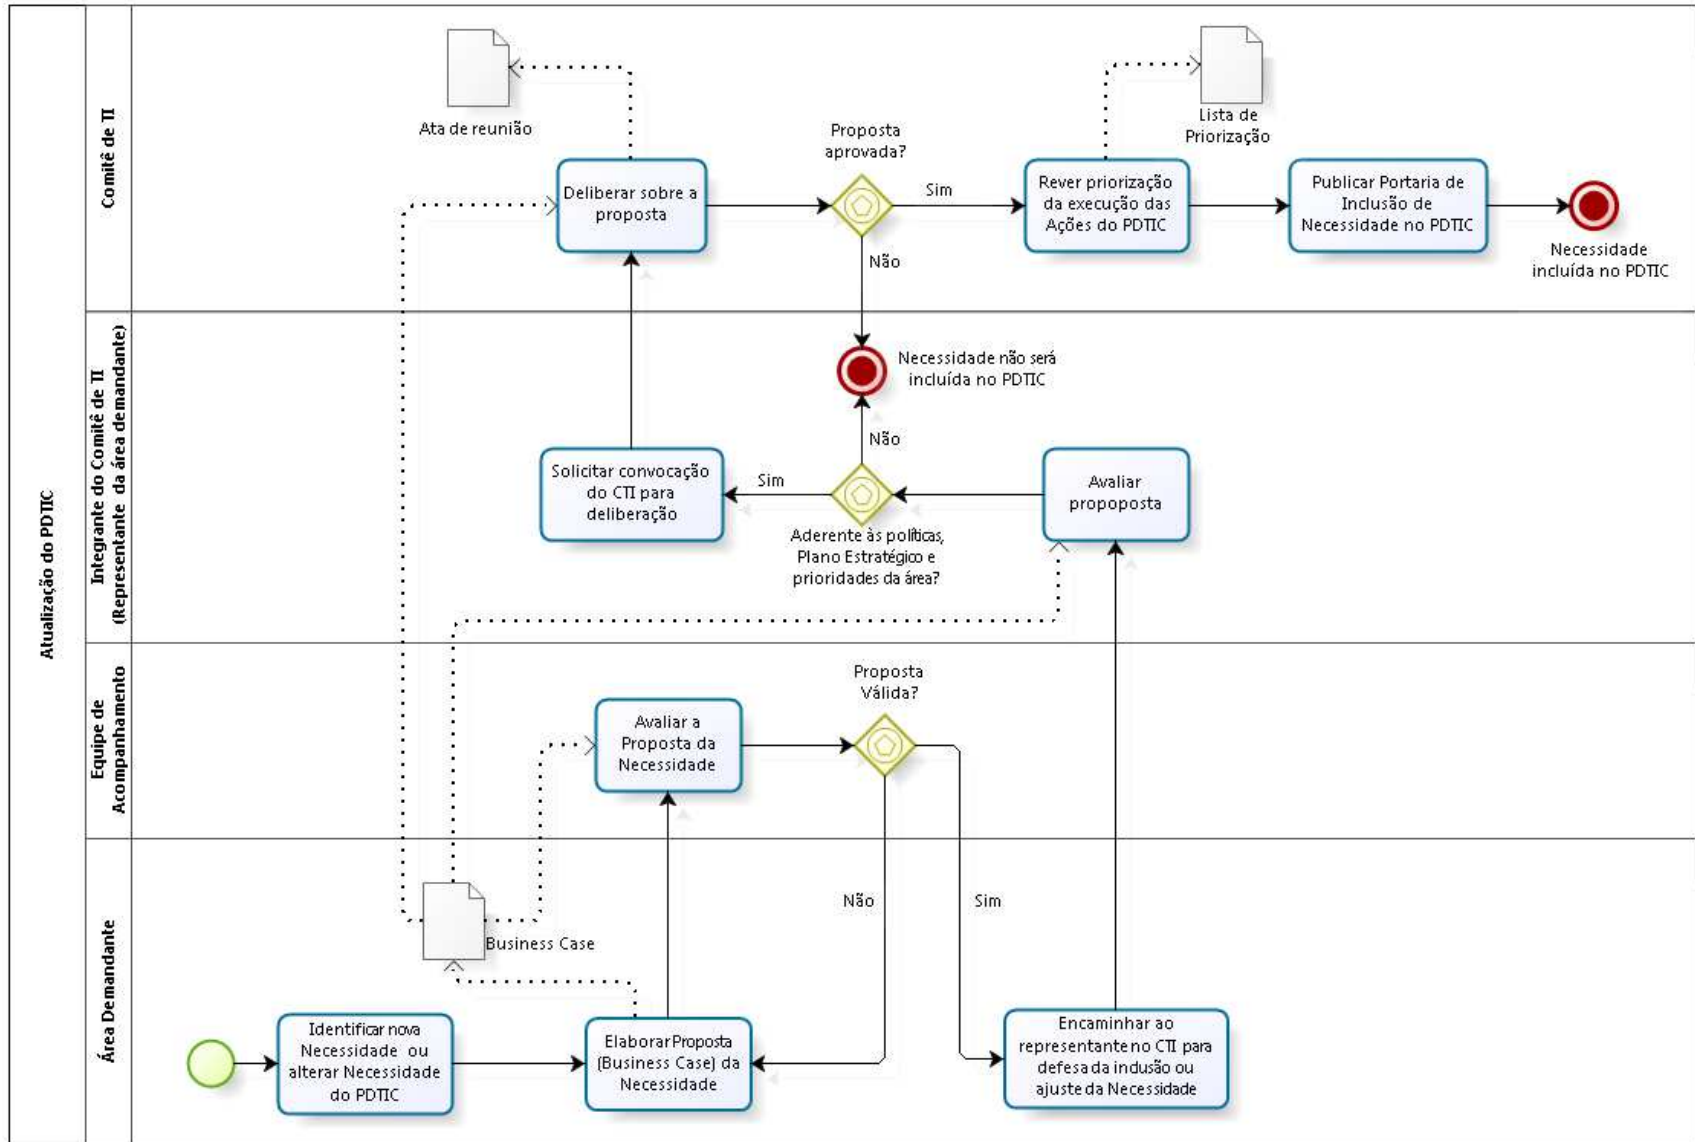 Atualização do PDTIC
Comitê de TI
Ata de reunião
Deliberar sobre a
proposta
Proposta
aprovada?
Sim
Não
Rever priorização
da execução das
Ações do PDTIC
Lista de
Priorização
Publicar Portaria de
Inclusão de
Necessidade no PDTIC
Necessidade
incluída no PDTIC
Integrante do Comitê de TI
(Representante da área demandante)
Necessidade não será
incluída no PDTIC
Não
Solicitar convocação
do CTI para
deliberação
Sim
Aderente às políticas,
Plano Estratégico e
prioridades da área?
Avaliar
propoposta
Equipe de
Acompanhamento
Avaliar a
Proposta da
Necessidade
Proposta
Válida?
Área Demandante
Não
Sim
Business Case
Identificar nova
Necessidade ou
alterar Necessidade
do PDTIC
Elaborar Proposta
(Business Case) da
Necessidade
Encaminhar ao
representante no CTI para
defesa da inclusão ou
ajuste da Necessidade